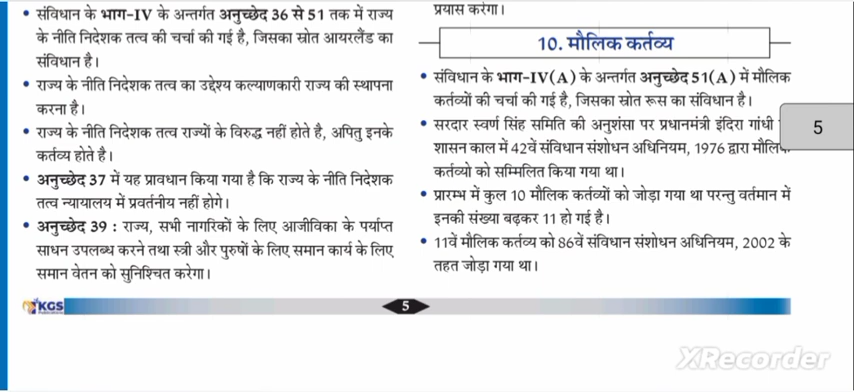 • संविधान के भाग-IV के अन्तर्गत अनुच्छेद 36 से 51 तक में राज्य
के नीति निदेशक तत्व की चर्चा की गई है, जिसका स्रोत आयरलैंड का
संविधान है।
• राज्य के नीति निदेशक तत्व का उद्देश्य कल्याणकारी राज्य की स्थापना
करना है।
• राज्य के नीति निदेशक तत्व राज्यों के विरुद्ध नहीं होते है, अपितु इनके
कर्तव्य होते है।
• अनुच्छेद 37 में यह प्रावधान किया गया है कि राज्य के नीति निदेशक
तत्व न्यायालय में प्रवर्तनीय नहीं होगे।
• अनुच्छेद 39 : राज्य, सभी नागरिकों के लिए आजीविका के पर्याप्त
साधन उपलब्ध करने तथा स्त्री और पुरुषों के लिए समान कार्य के लिए
समान वेतन को सुनिश्चित करेगा।
प्रयास करेगा।
10. मौलिक कर्तव्य
• संविधान के भाग-IV(A) के अन्तर्गत अनुच्छेद 51(A) में मौलिक
कर्तव्यों की चर्चा की गई है, जिसका स्रोत रूस का संविधान है।
• सरदार स्वर्ण सिंह समिति की अनुशंसा पर प्रधानमंत्री इंदिरा गांधी
शासन काल में 42वें संविधान संशोधन अधिनियम, 1976 द्वारा
कर्तव्यो को सम्मिलित किया गया था।
• प्रारम्भ में कुल 10 मौलिक कर्तव्यों को जोड़ा गया था परन्तु वर्तमान में
इनकी संख्या बढ़कर 11 हो गई है।
• 11वें मौलिक कर्तव्य को 86वें संविधान संशोधन अधिनियम, 2002 के
तहत जोड़ा गया था।
5
KGS
5
XRecorder